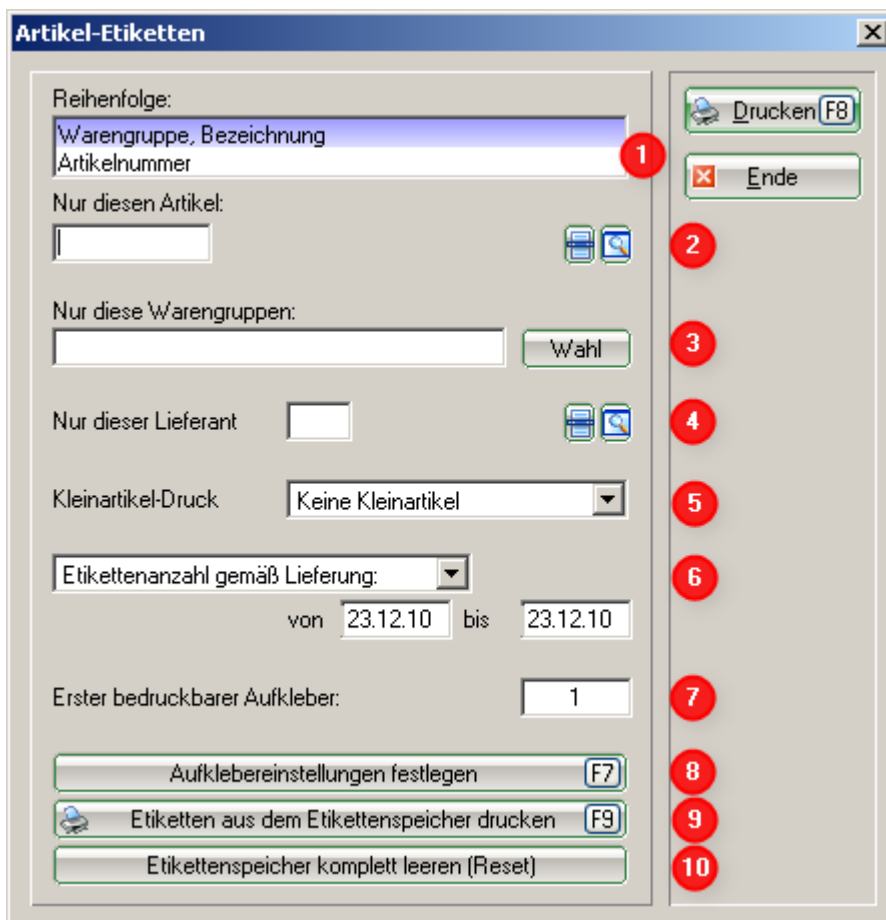 Artikel-Etiketten
Reihenfolge:
Warengruppe, Bezeichnung
Artikelnummer
1
Drucken F8
Ende
Nur diesen Artikel:
2
Nur diese Warengruppen:
Wahl
3
Nur dieser Lieferant
4
Kleinartikel-Druck Keine Kleinartikel
5
Etikettenanzahl gemäß Lieferung:
6
von 23.12.10 bis 23.12.10
Erster bedruckbarer Aufkleber: 1
7
Aufklebereinstellungen festlegen F7
8
Etiketten aus dem Etikettenspeicher drucken F9
9
Etikettenspeicher komplett leeren (Reset)
10